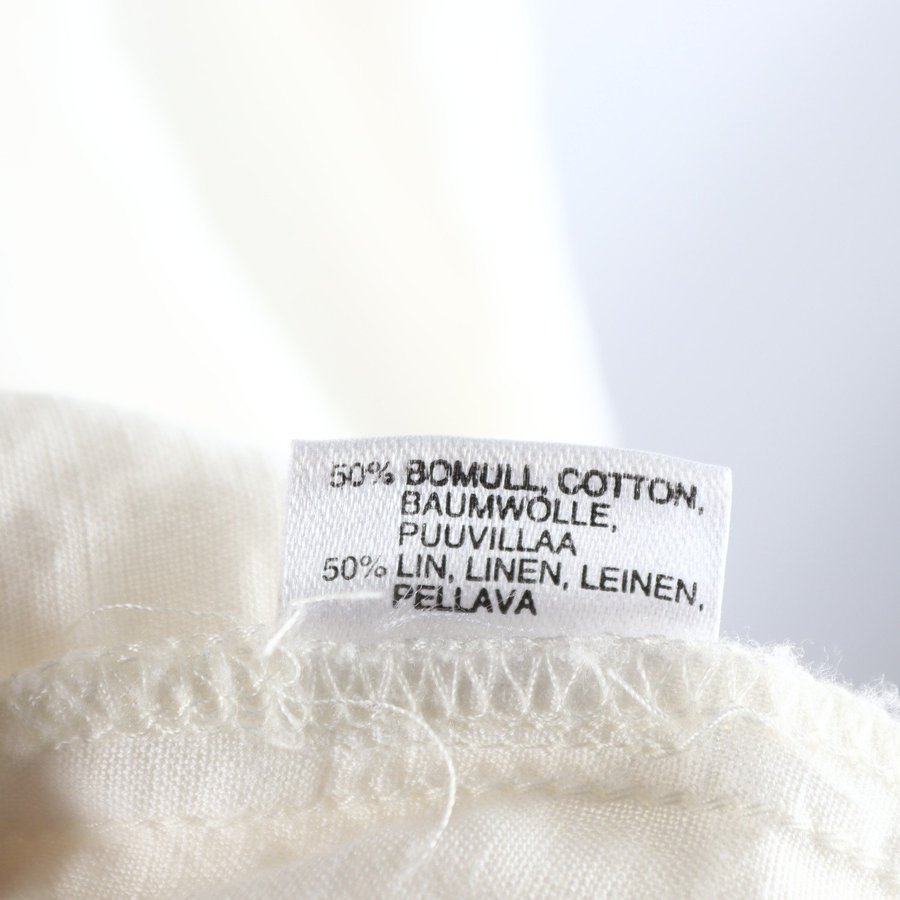 50% BOMULL, COTTON,
BAUMWOLLE,
PUUVILLAA
50% LIN, LINEN, LEINEN,
PELLAVA